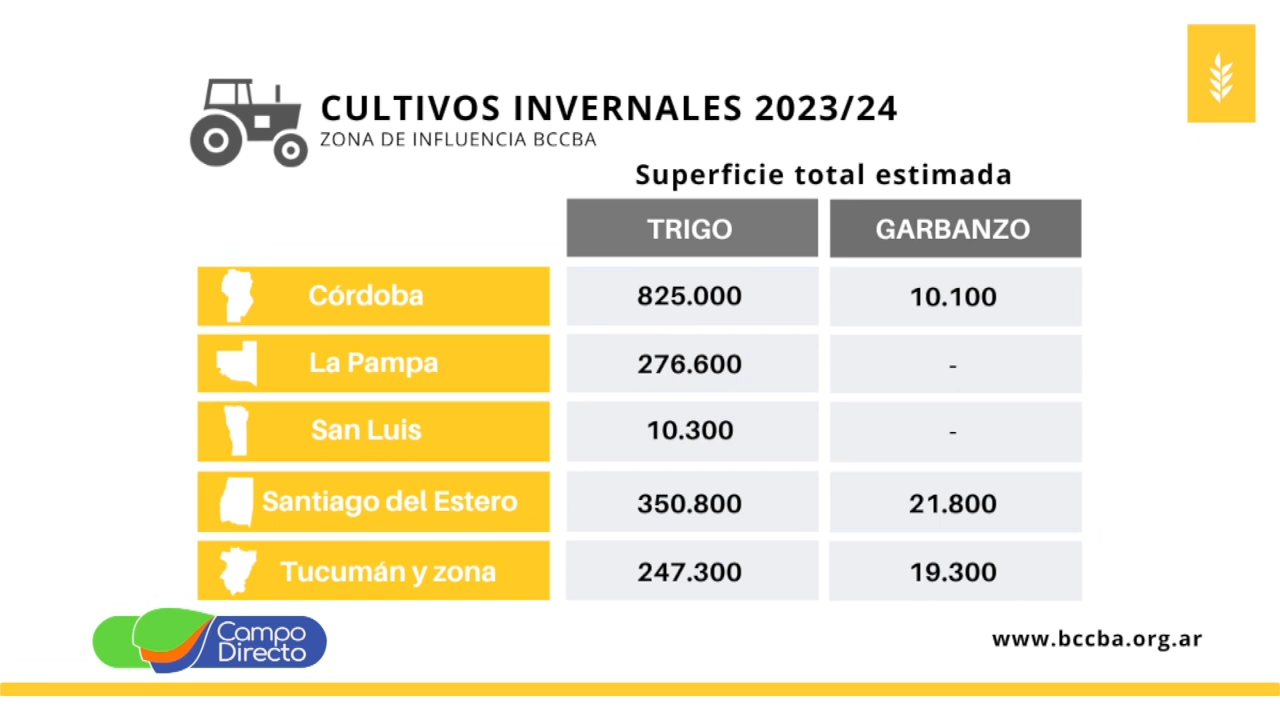 CULTIVOS INVERNALES 2023/24
ZONA DE INFLUENCIA BCCBA
Superficie total estimada
TRIGO GARBANZO
Córdoba 825.000 10.100
La Pampa 276.600 -
San Luis 10.300 -
Santiago del Estero 350.800 21.800
Tucumán y zona 247.300 19.300
Campo
Directo
www.bccba.org.ar